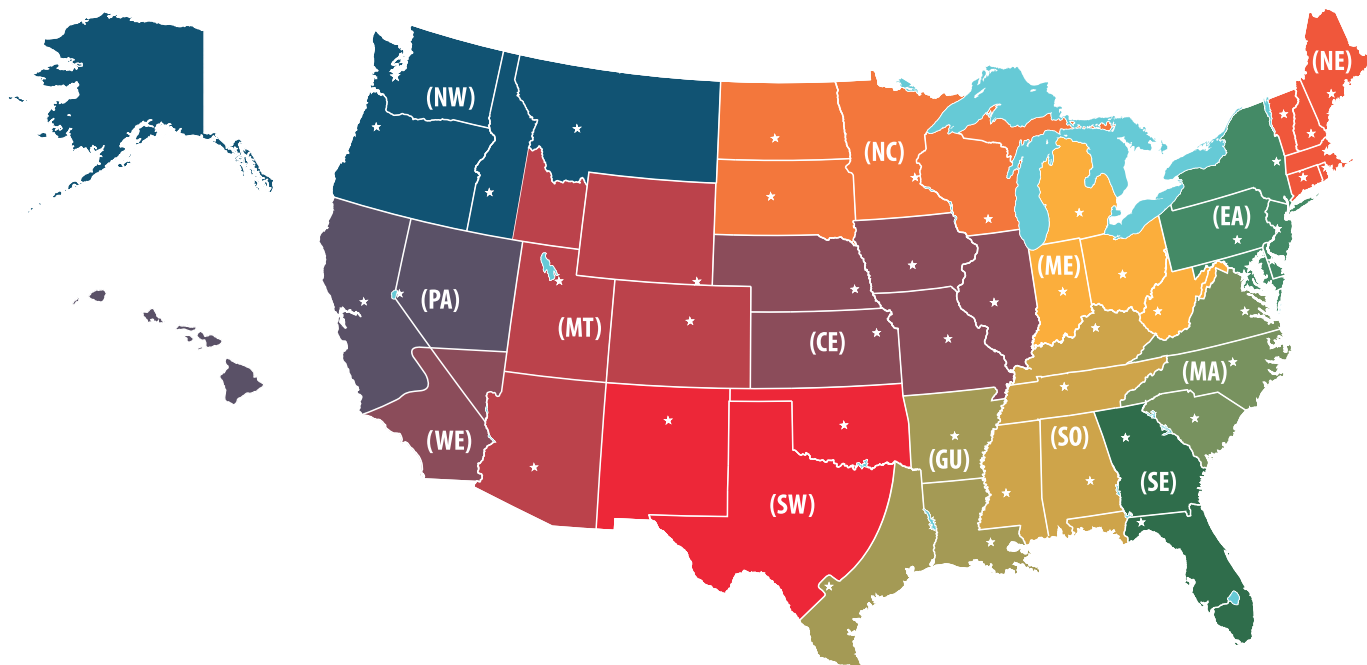 (NE)
(NW)
(NC)
(EA)
(ME)
(PA)
(MT)
(CE)
(MA)
(WE)
(SO)
(GU)
(SE)
(SW)